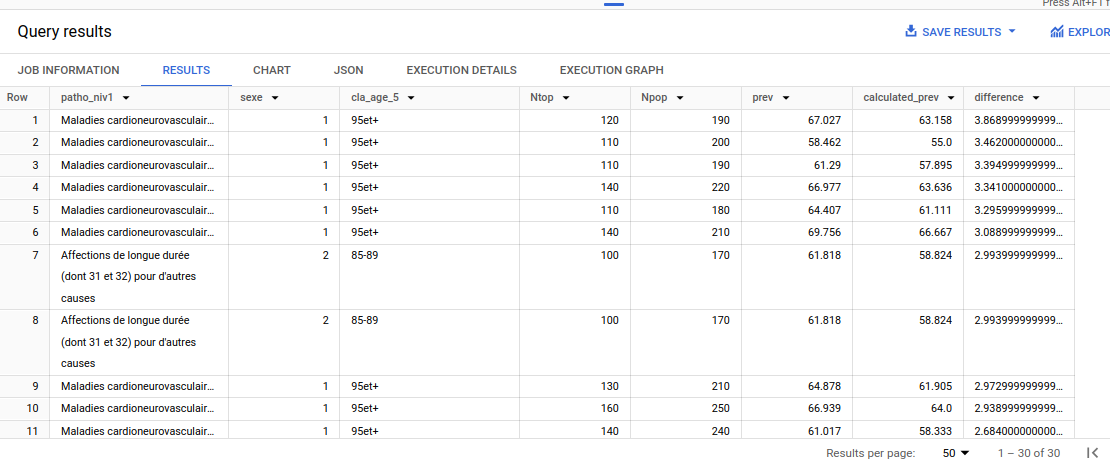 Press Alt+F1 f
Query results
SAVE RESULTS
EXPLOR
JOB INFORMATION RESULTS CHART JSON EXECUTION DETAILS EXECUTION GRAPH
Row patho_niv1 sexe cla_age_5 Ntop Npop prev calculated_prev difference
1 Maladies cardioneurovasculair... 1 95et+ 120 190 67.027 63.158 3.868999999999...
2 Maladies cardioneurovasculair... 1 95et+ 110 200 58.462 55.0 3.462000000000...
3 Maladies cardioneurovasculair... 1 95et+ 110 190 61.29 57.895 3.394999999999...
4 Maladies cardioneurovasculair... 1 95et+ 140 220 66.977 63.636 3.341000000000...
5 Maladies cardioneurovasculair... 1 95et+ 110 180 64.407 61.111 3.295999999999...
6 Maladies cardioneurovasculair... 1 95et+ 140 210 69.756 66.667 3.088999999999...
7 Affections de longue durée 2 85-89 100 170 61.818 58.824 2.993999999999...
(dont 31 et 32) pour d'autres
causes
8 Affections de longue durée 2 85-89 100 170 61.818 58.824 2.993999999999...
(dont 31 et 32) pour d'autres
causes
9 Maladies cardioneurovasculair... 1 95et+ 130 210 64.878 61.905 2.972999999999...
10 Maladies cardioneurovasculair... 1 95et+ 160 250 66.939 64.0 2.938999999999...
11 Maladies cardioneurovasculair... 1 95et+ 140 240 61.017 58.333 2.684000000000...
Results per page: 50 1 – 30 of 30